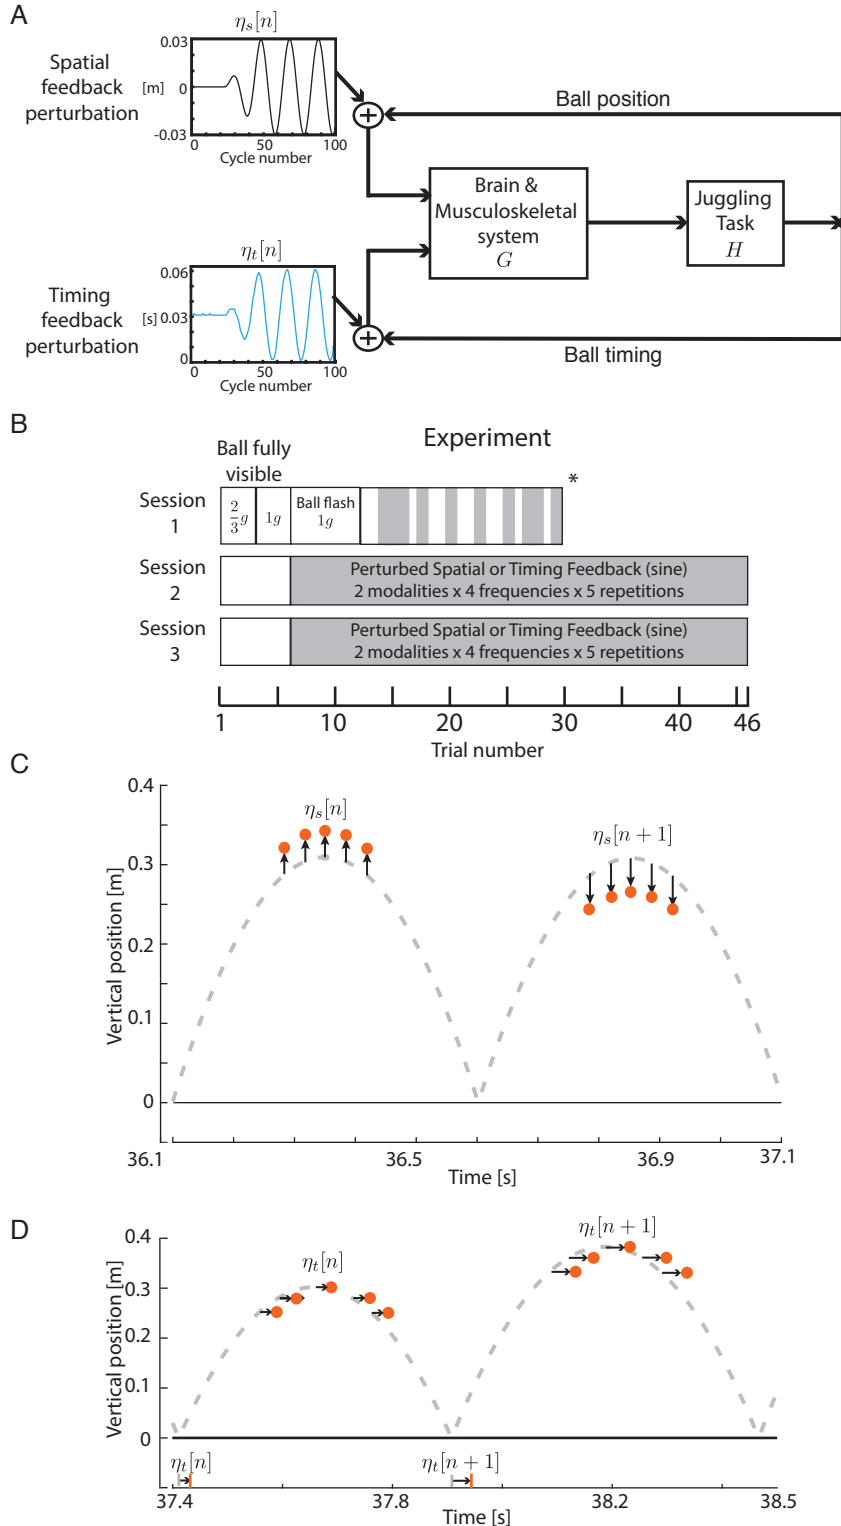 A
ηs[n]
Spatial
feedback
perturbation
[m]
0.03
0
-0.03
0 50 100
Cycle number
Ball position
Brain &
Musculoskeletal
system
G
Juggling
Task
H
ηt[n]
Timing
feedback
perturbation
[s]
0.06
0.03
0
0 50 100
Cycle number
Ball timing
B
Experiment
Ball fully
visible
Session
1
2/3 g
1g
Ball flash
1g
*
Session
2
Perturbed Spatial or Timing Feedback (sine)
2 modalities x 4 frequencies x 5 repetitions
Session
3
Perturbed Spatial or Timing Feedback (sine)
2 modalities x 4 frequencies x 5 repetitions
1 10 20 30 40 46
Trial number
C
Vertical position [m]
0.4
0.3
0.2
0.1
0
ηs[n]
ηs[n + 1]
36.1 36.5 36.9 37.1
Time [s]
D
Vertical position [m]
0.4
0.3
0.2
0.1
0
ηt[n]
ηt[n + 1]
ηt[n]
ηt[n + 1]
37.4 37.8 38.2 38.5
Time [s]